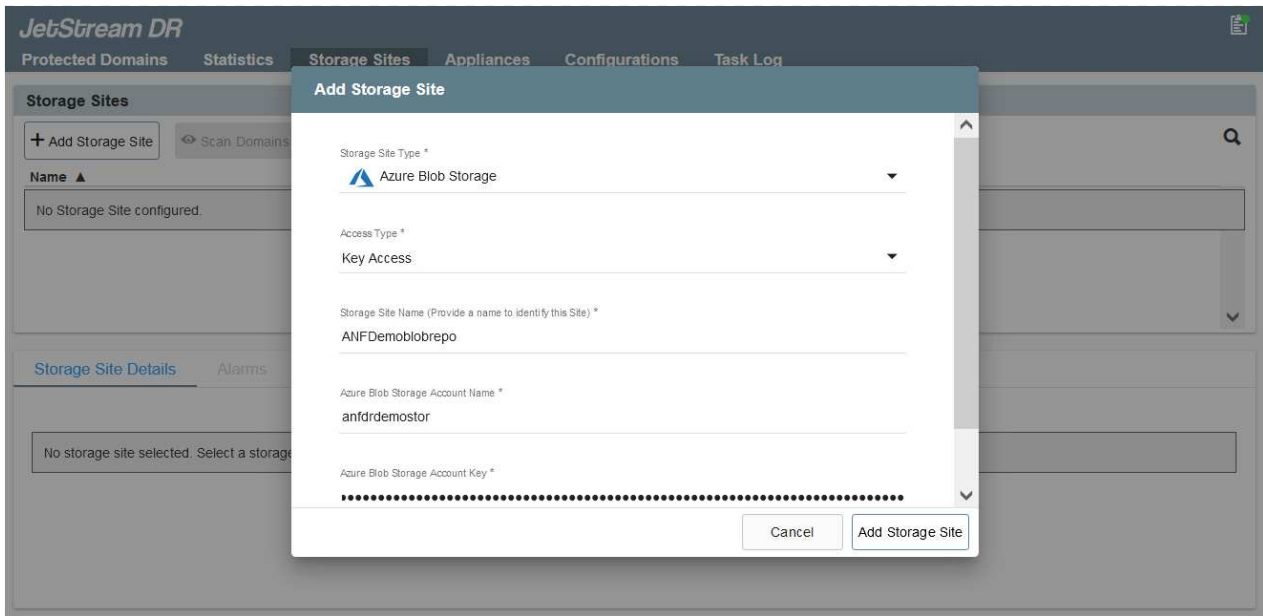 JetStream DR
Protected Domains Statistics Storage Sites Appliances Configurations Task Log
Storage Sites
+ Add Storage Site Scan Domains
Name ▲
No Storage Site configured.
Storage Site Details Alarms
No storage site selected. Select a storage
Add Storage Site
Storage Site Type *
Azure Blob Storage
Access Type *
Key Access
Storage Site Name (Provide a name to identify this Site) *
ANFDemoblobrepo
Azure Blob Storage Account Name *
anfdrdemostor
Azure Blob Storage Account Key *
Cancel Add Storage Site